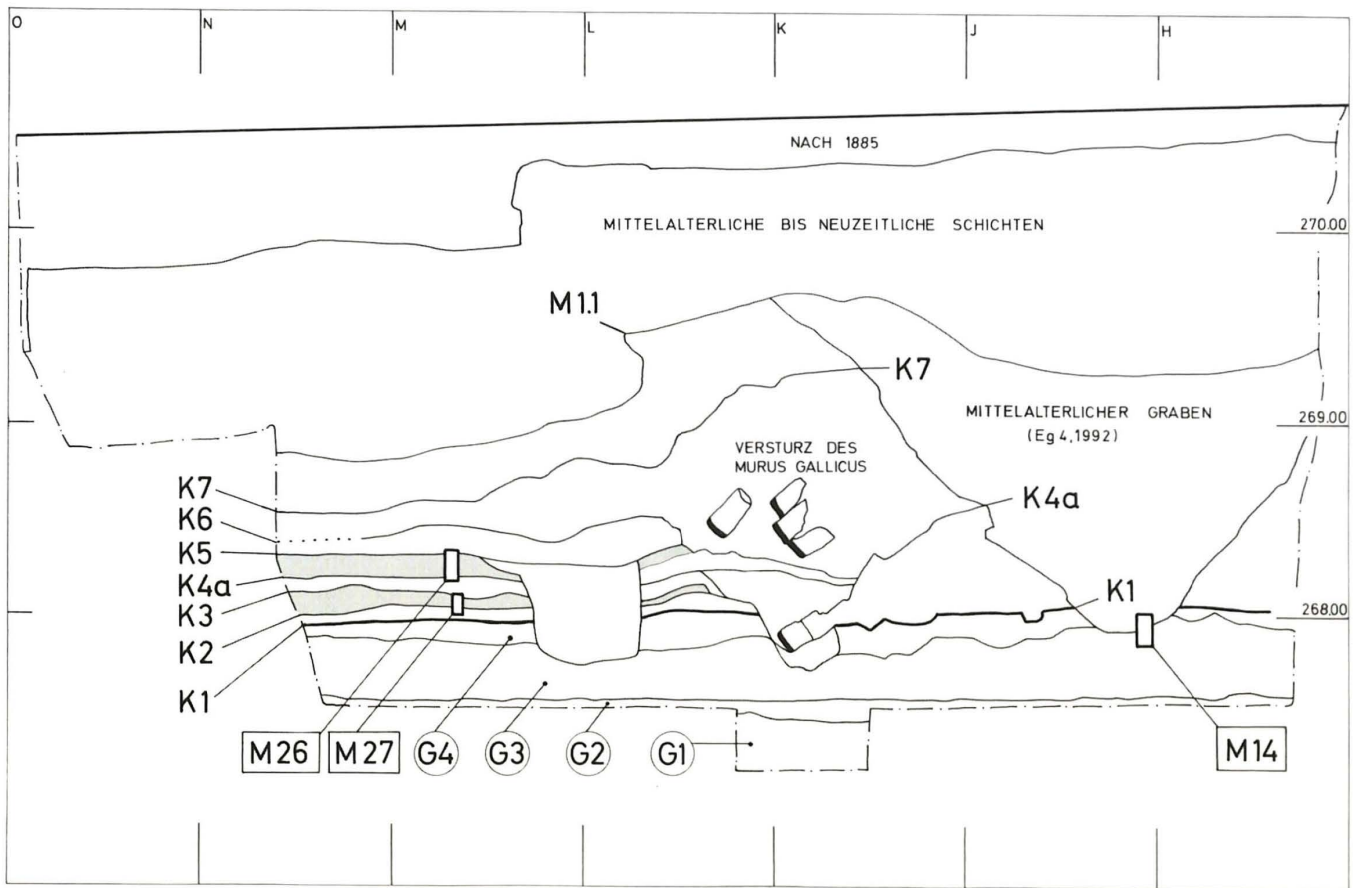 O N M L K J H
NACH 1885
MITTELALTERLICHE BIS NEUZEITLICHE SCHICHTEN
270.00
M1.1
K7
MITTELALTERLICHER GRABEN
(Eg 4, 1992)
269.00
VERSTURZ DES
MURUS GALLICUS
K7
K6
K5
K4a
K3
K2
K1
K4a
K1
268.00
M26 M27 G4 G3 G2 G1 M14